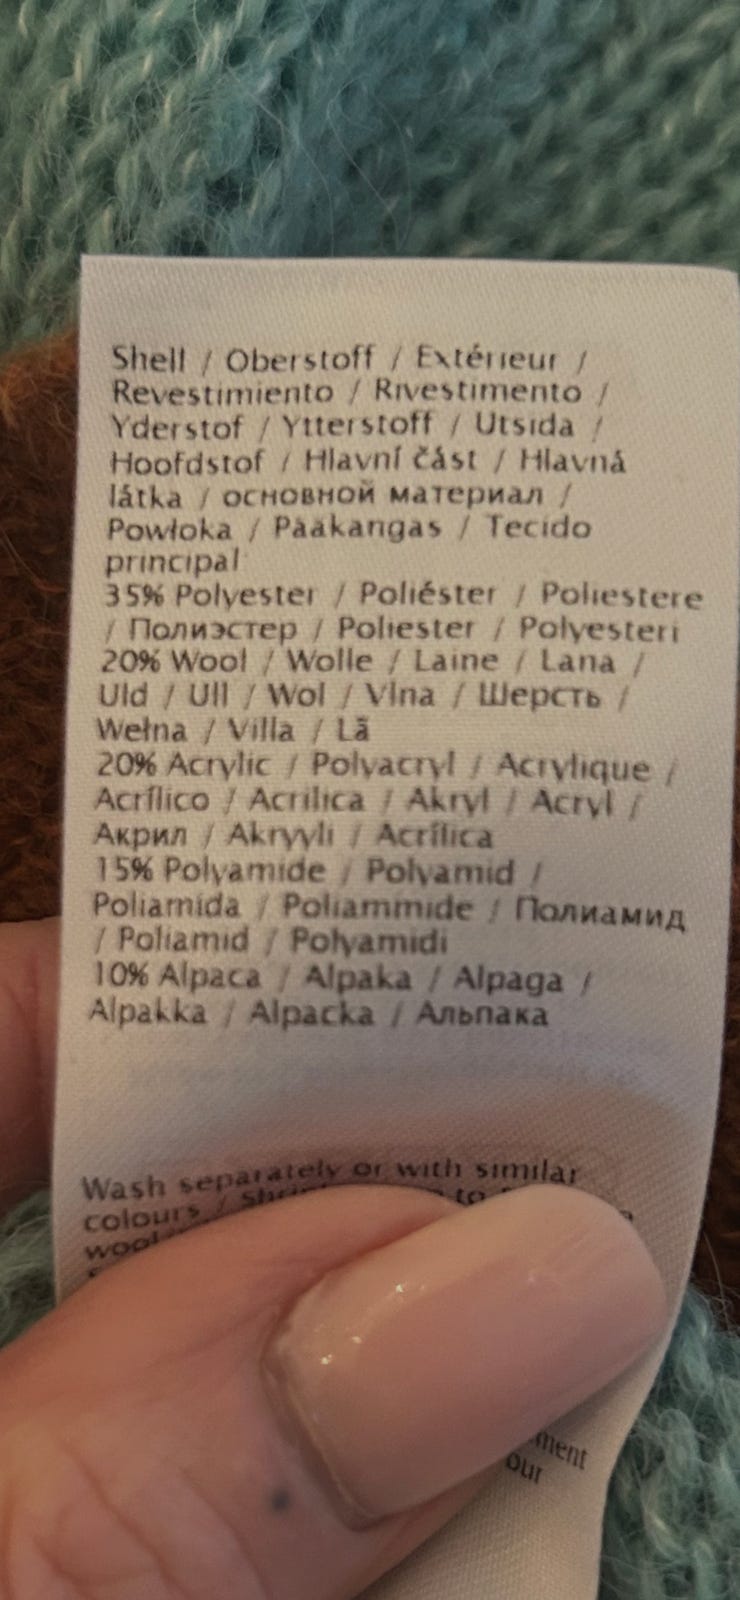 Shell / Oberstoff / Extérieur /
Revestimiento / Rivestimento /
Yderstof / Ytterstoff / Utsida /
Hoofdstof / Hlavní část / Hlavná
látka / основной материал /
Powłoka / Pääkangas / Tecido
principal
35% Polyester / Poliéster / Poliestere
/ Полиэстер / Poliester / Polyesteri
20% Wool / Wolle / Laine / Lana /
Uld / Ull / Wol / Vlna / Шерсть /
Wełna / Villa / Lã
20% Acrylic / Polyacryl / Acrylique /
Acrílico / Acrilica / Akryl / Acryl /
Акрил / Akryyli / Acrílica
15% Polyamide / Polyamid /
Poliamida / Poliammide / Полиамид
/ Poliamid / Polyamidi
10% Alpaca / Alpaka / Alpaga /
Alpakka / Alpacka / Альпака
Wash separately or with similar
colours / to
wool
our